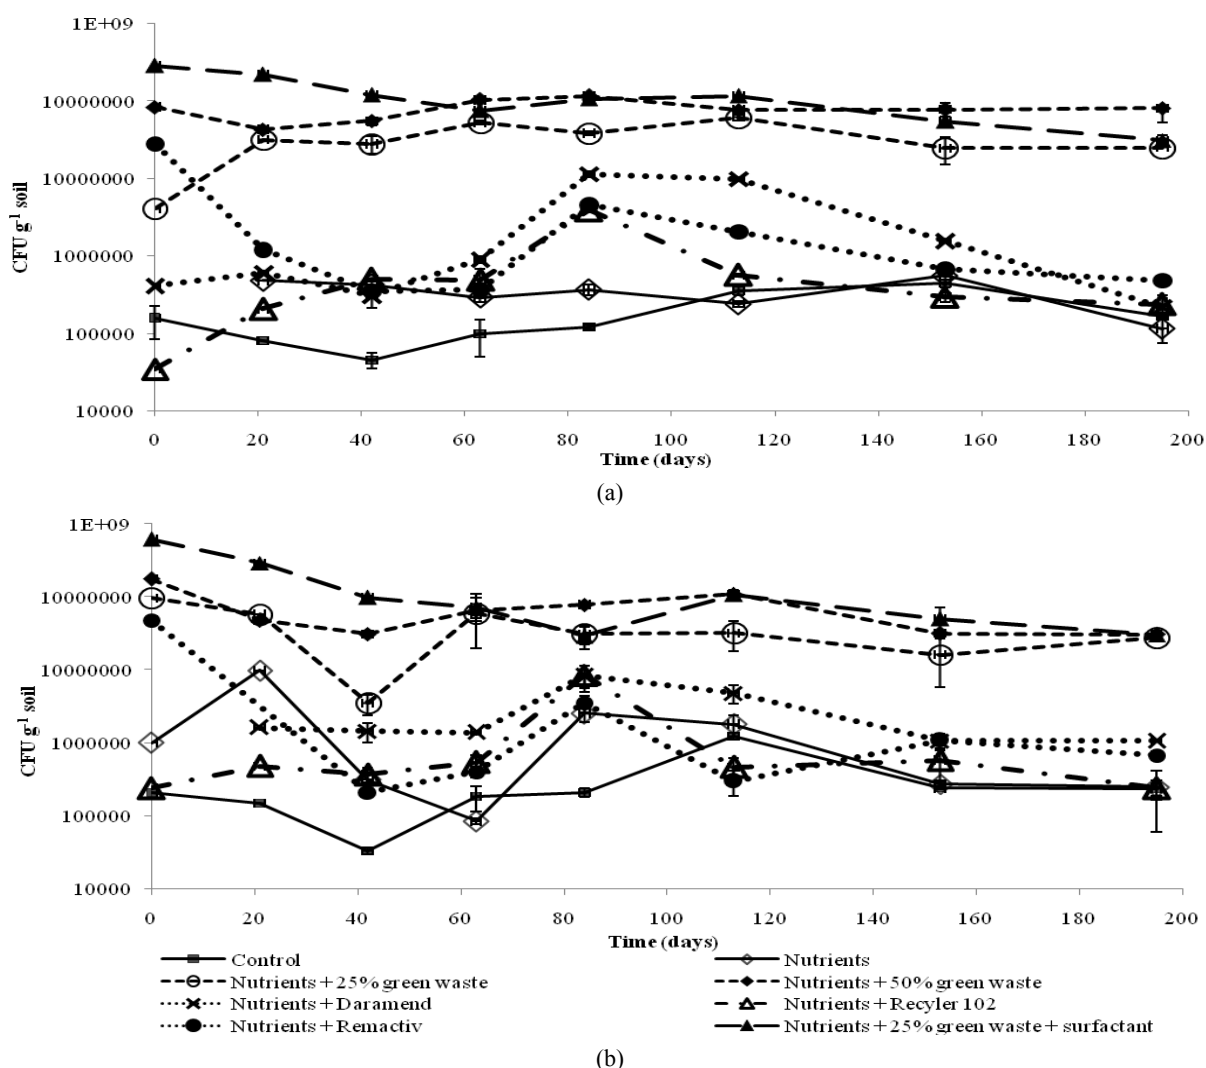 1E+09
10000000
10000000
1000000
100000
10000
CFU g-1 soil
0 20 40 60 80 100 120 140 160 180 200
Time (days)
(a)
1E+09
10000000
10000000
1000000
100000
10000
CFU g-1 soil
0 20 40 60 80 100 120 140 160 180 200
Time (days)
Control Nutrients
Nutrients + 25% green waste Nutrients + 50% green waste
Nutrients + Daramend Nutrients + Recyler 102
Nutrients + Remactiv Nutrients + 25% green waste + surfactant
(b)